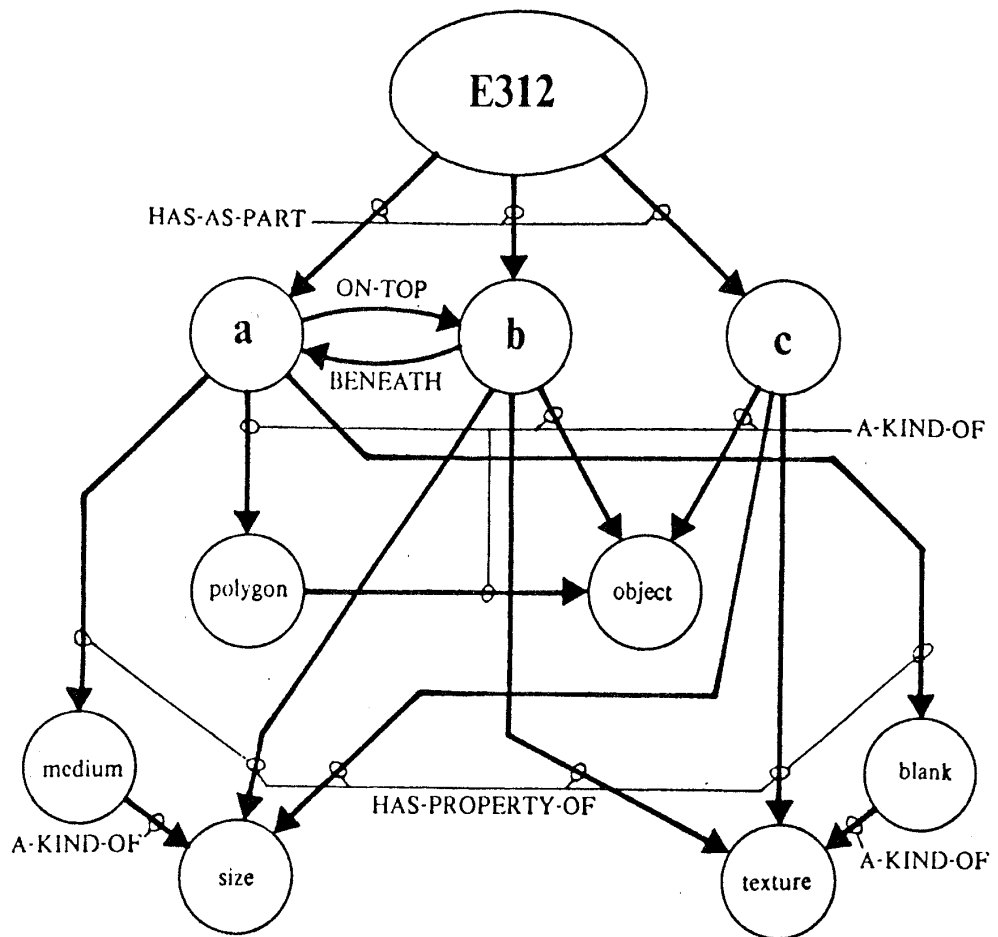 E312
HAS-AS-PART
a
ON-TOP
b
c
BENEATH
A-KIND-OF
polygon
object
medium
blank
HAS-PROPERTY-OF
A-KIND-OF
A-KIND-OF
size
texture